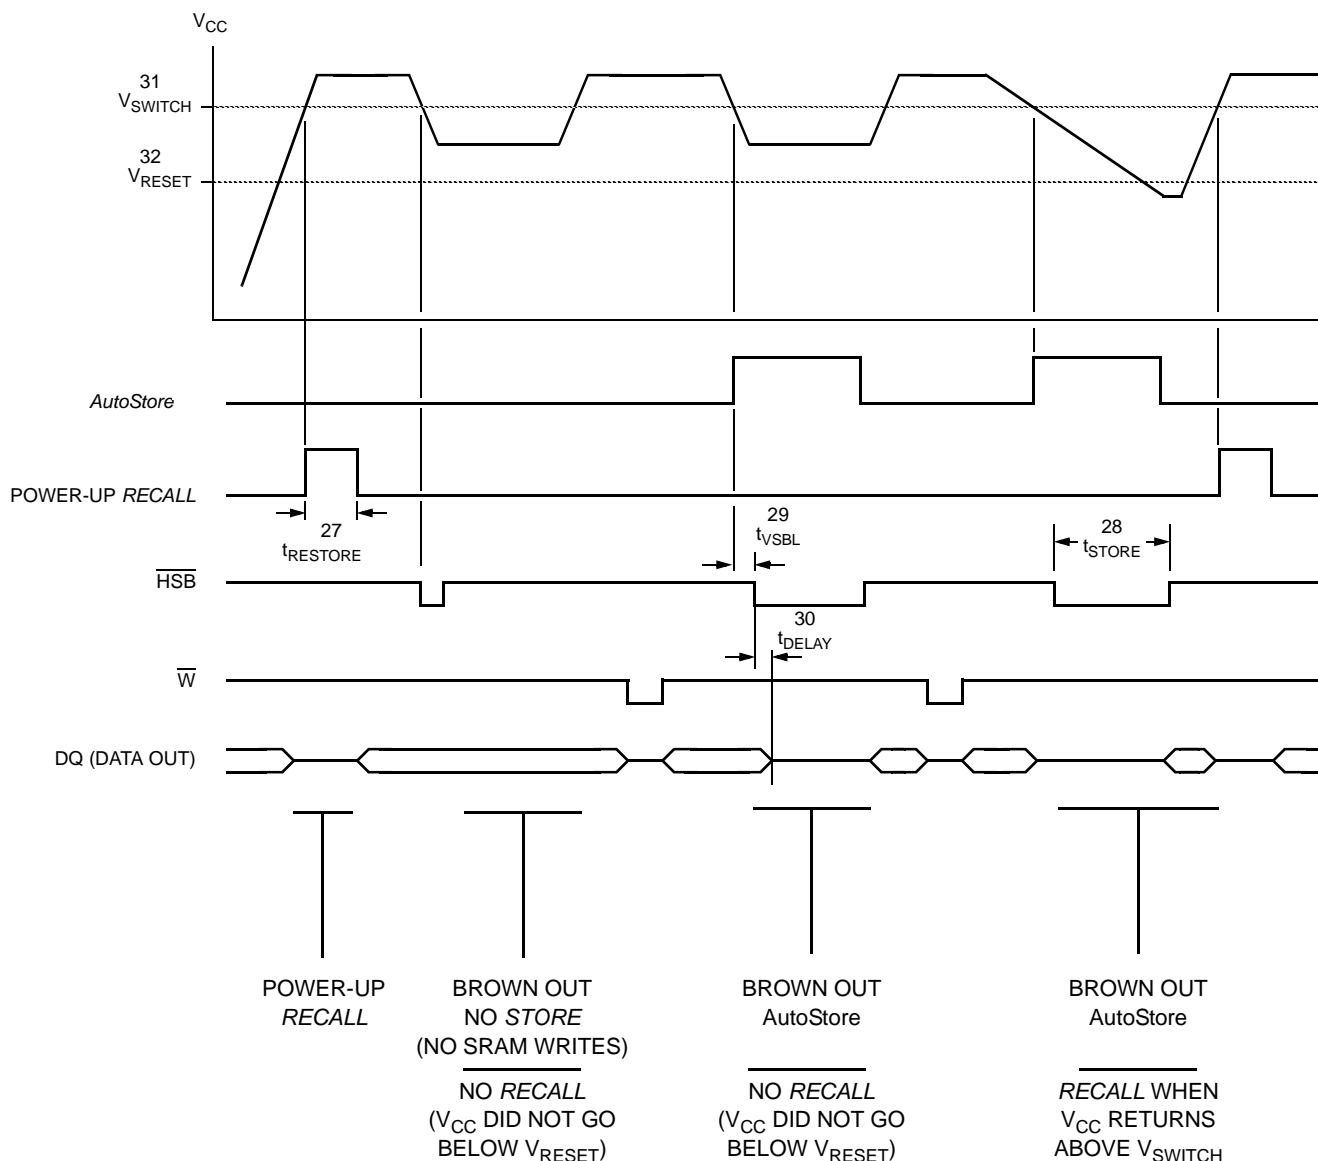 VCC
31
VSWITCH
32
VRESET
AutoStore
POWER-UP RECALL
27
tRESTORE
29
tVSBL
28
tSTORE
HSB
30
tDELAY
W
DQ (DATA OUT)
POWER-UP
RECALL
BROWN OUT
NO STORE
(NO SRAM WRITES)
NO RECALL
(VCC DID NOT GO
BELOW VRESET)
BROWN OUT
AutoStore
NO RECALL
(VCC DID NOT GO
BELOW VRESET)
BROWN OUT
AutoStore
RECALL WHEN
VCC RETURNS
ABOVE VSWITCH